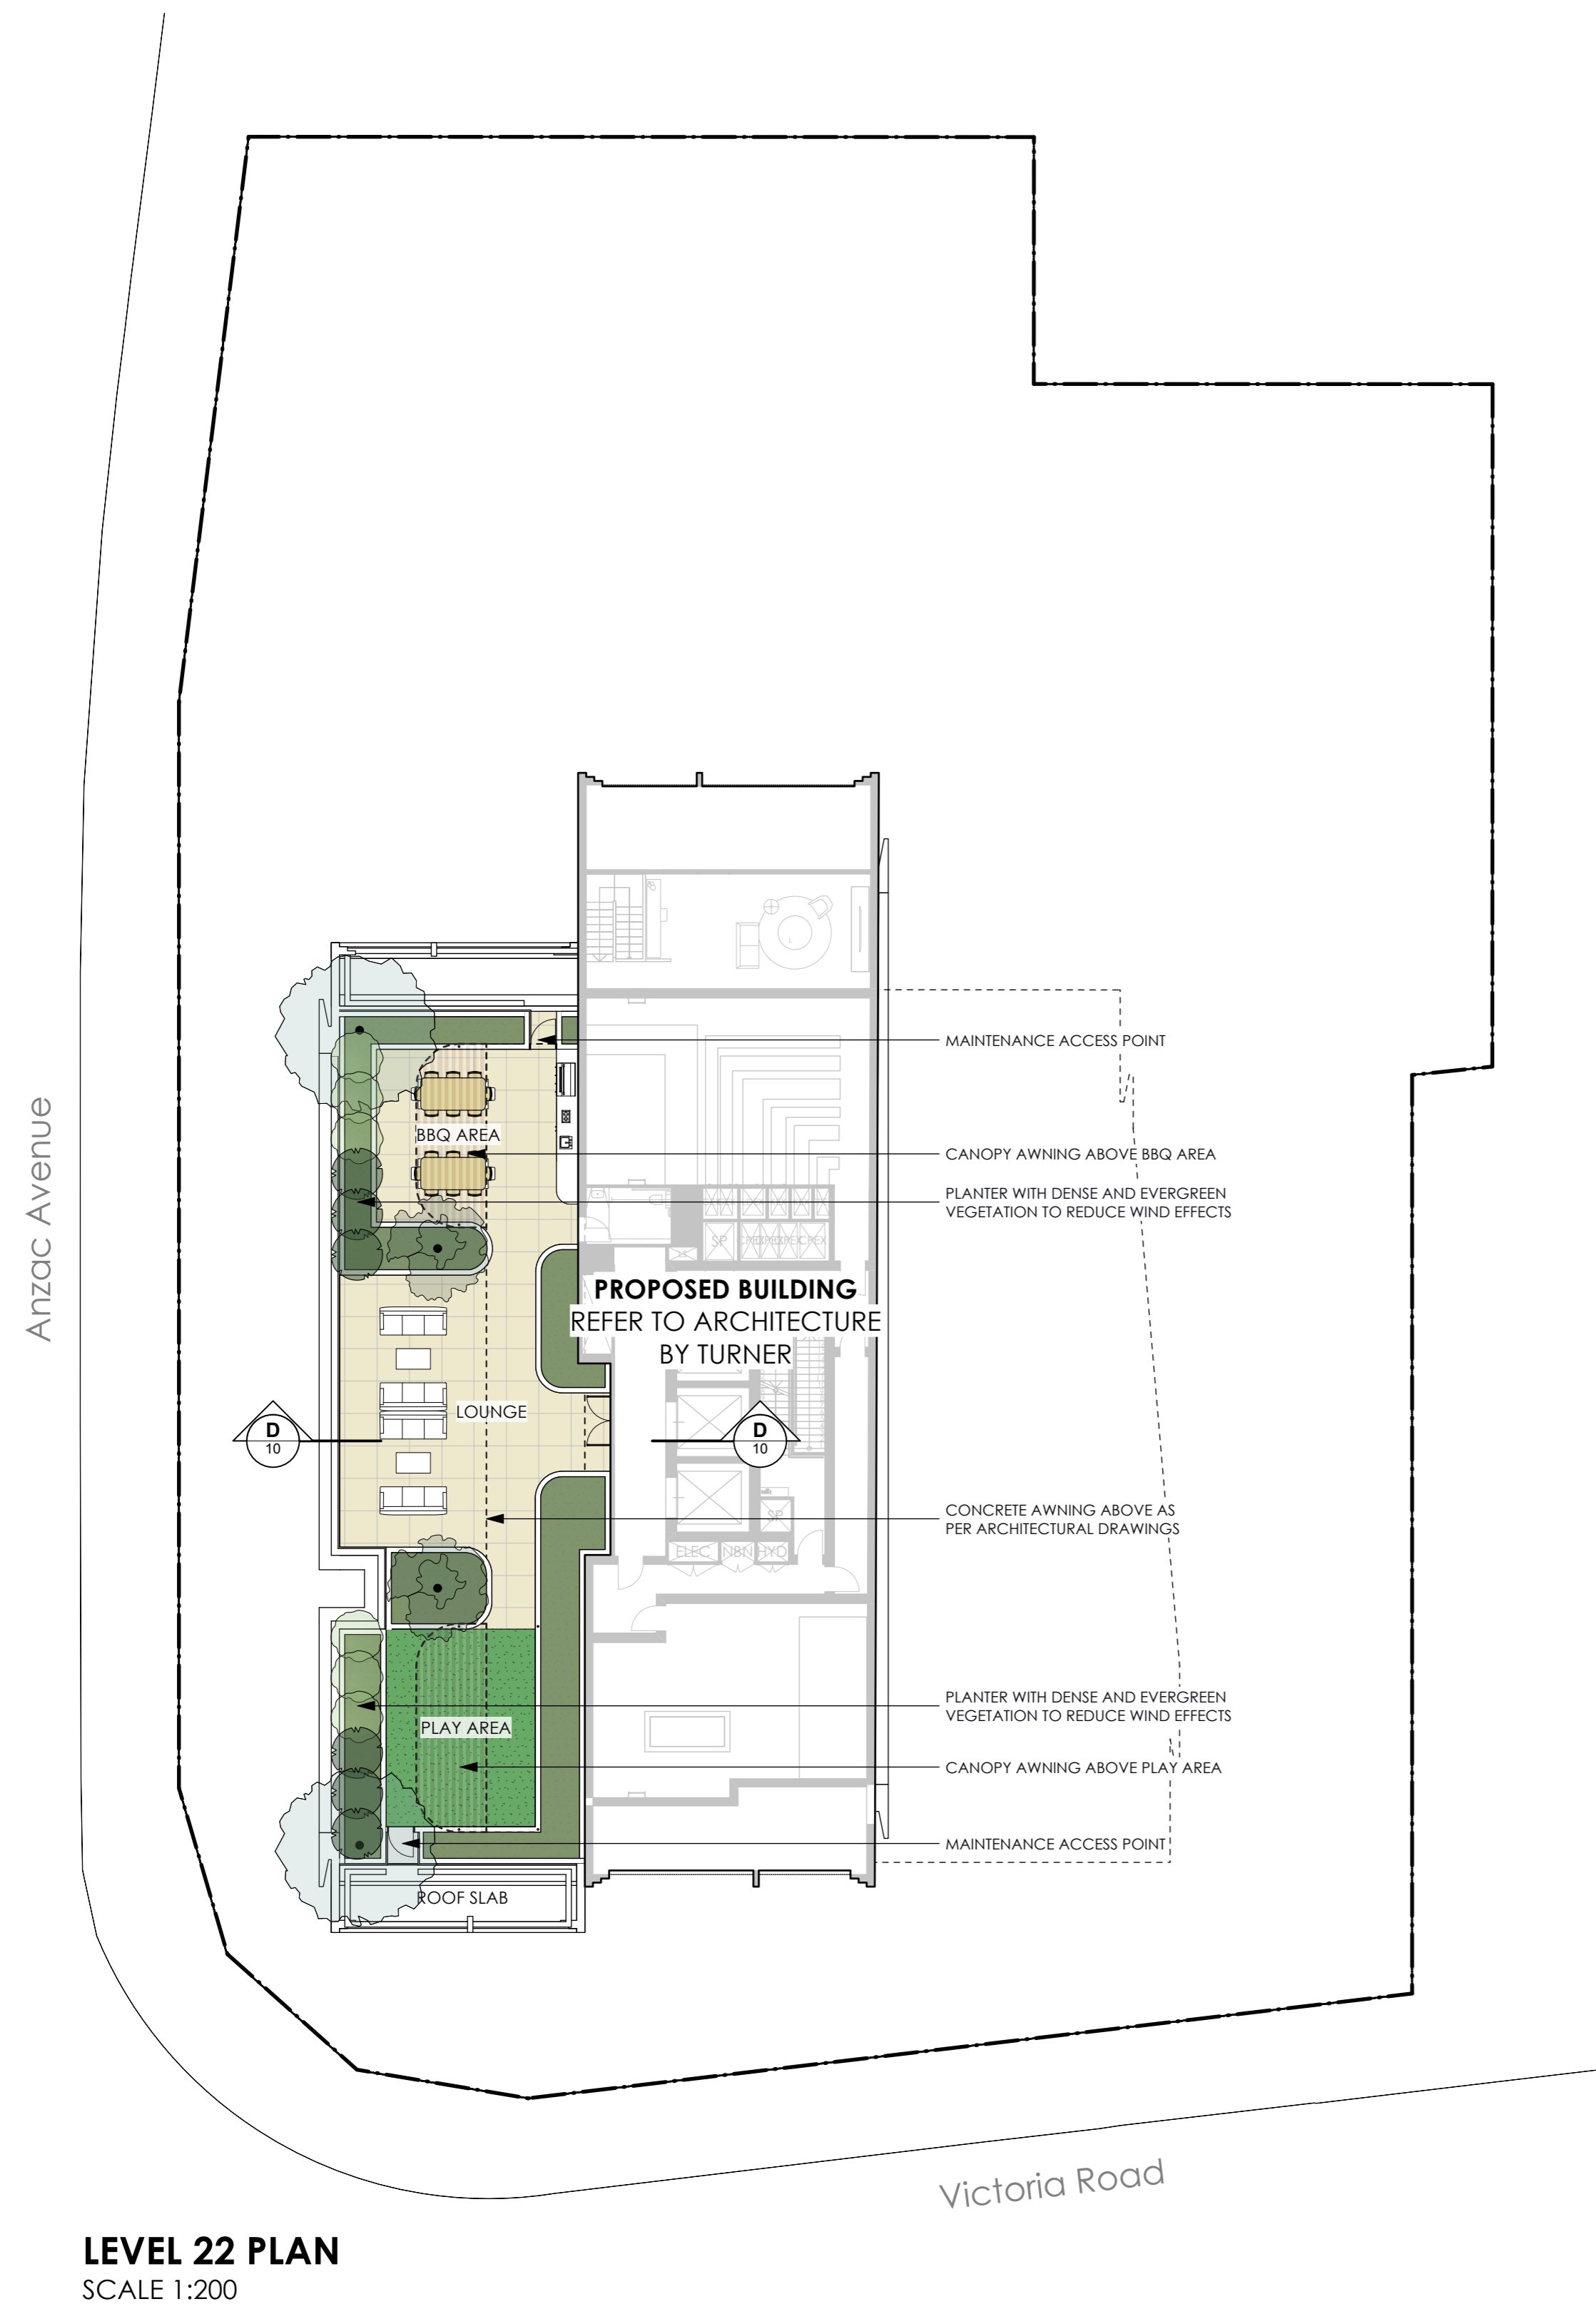 Anzac Avenue
MAINTENANCE ACCESS POINT
BBQ AREA
CANOPY AWNING ABOVE BBQ AREA
PLANTER WITH DENSE AND EVERGREEN
VEGETATION TO REDUCE WIND EFFECTS
SP
PROPOSED BUILDING
REFER TO ARCHITECTURE
BY TURNER
LOUNGE
D
10
D
10
CONCRETE AWNING ABOVE AS
PER ARCHITECTURAL DRAWINGS
SP
ELEC
NBN
HYD
PLANTER WITH DENSE AND EVERGREEN
VEGETATION TO REDUCE WIND EFFECTS
PLAY AREA
CANOPY AWNING ABOVE PLAY AREA
MAINTENANCE ACCESS POINT
ROOF SLAB
Victoria Road
LEVEL 22 PLAN
SCALE 1:200